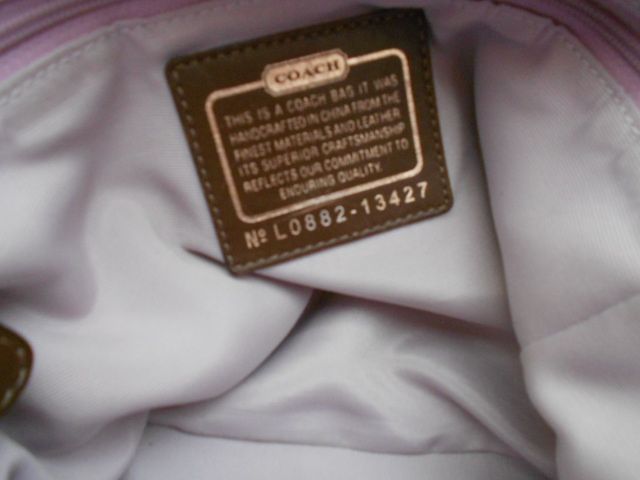 COACH
THIS IS A COACH BAG IT WAS
HANDCRAFTED IN CHINA FROM THE
FINEST MATERIALS AND LEATHER
ITS SUPERIOR CRAFTSMANSHIP
REFLECTS OUR COMMITMENT TO
ENDURING QUALITY.
Nº L0882-13427